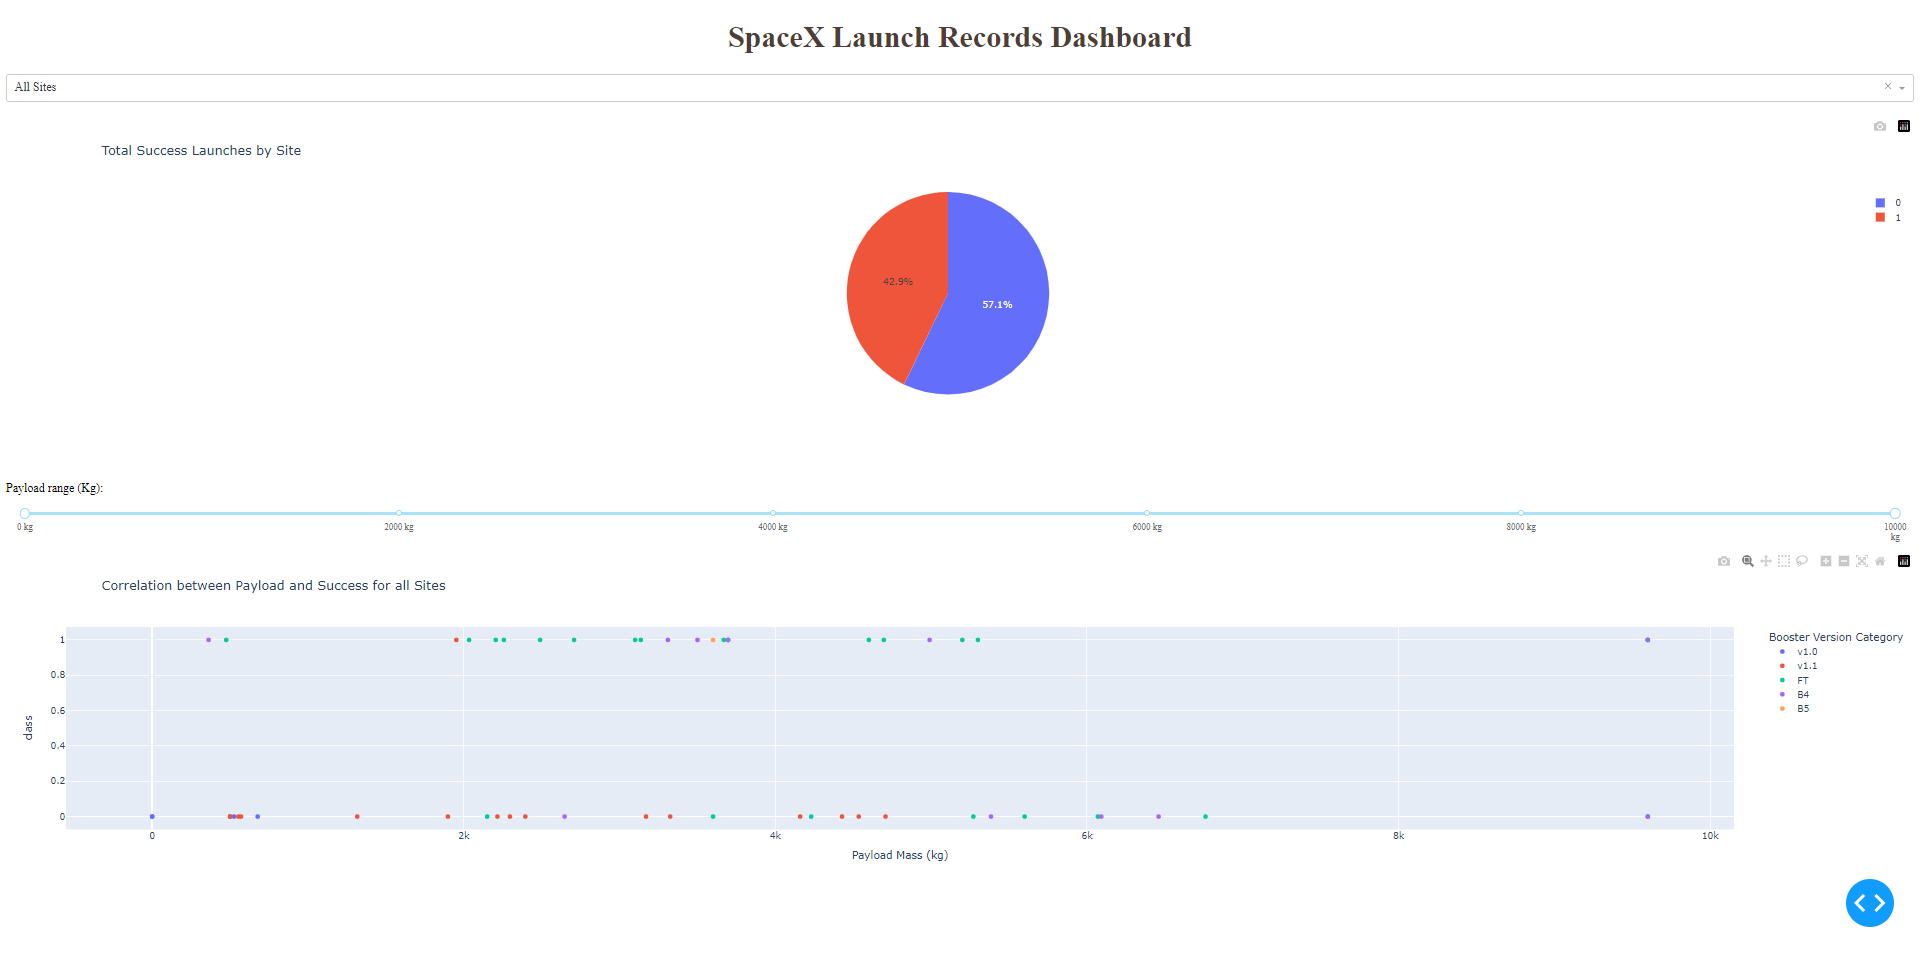 SpaceX Launch Records Dashboard
All Sites
×
Total Success Launches by Site
0
1
42.9%
57.1%
Payload range (Kg):
0 kg
2000 kg
4000 kg
6000 kg
8000 kg
10000
kg
Correlation between Payload and Success for all Sites
1
0.8
0.6
0.4
0.2
0
class
0
2k
4k
6k
8k
10k
Payload Mass (kg)
Booster Version Category
v1.0
v1.1
FT
B4
B5